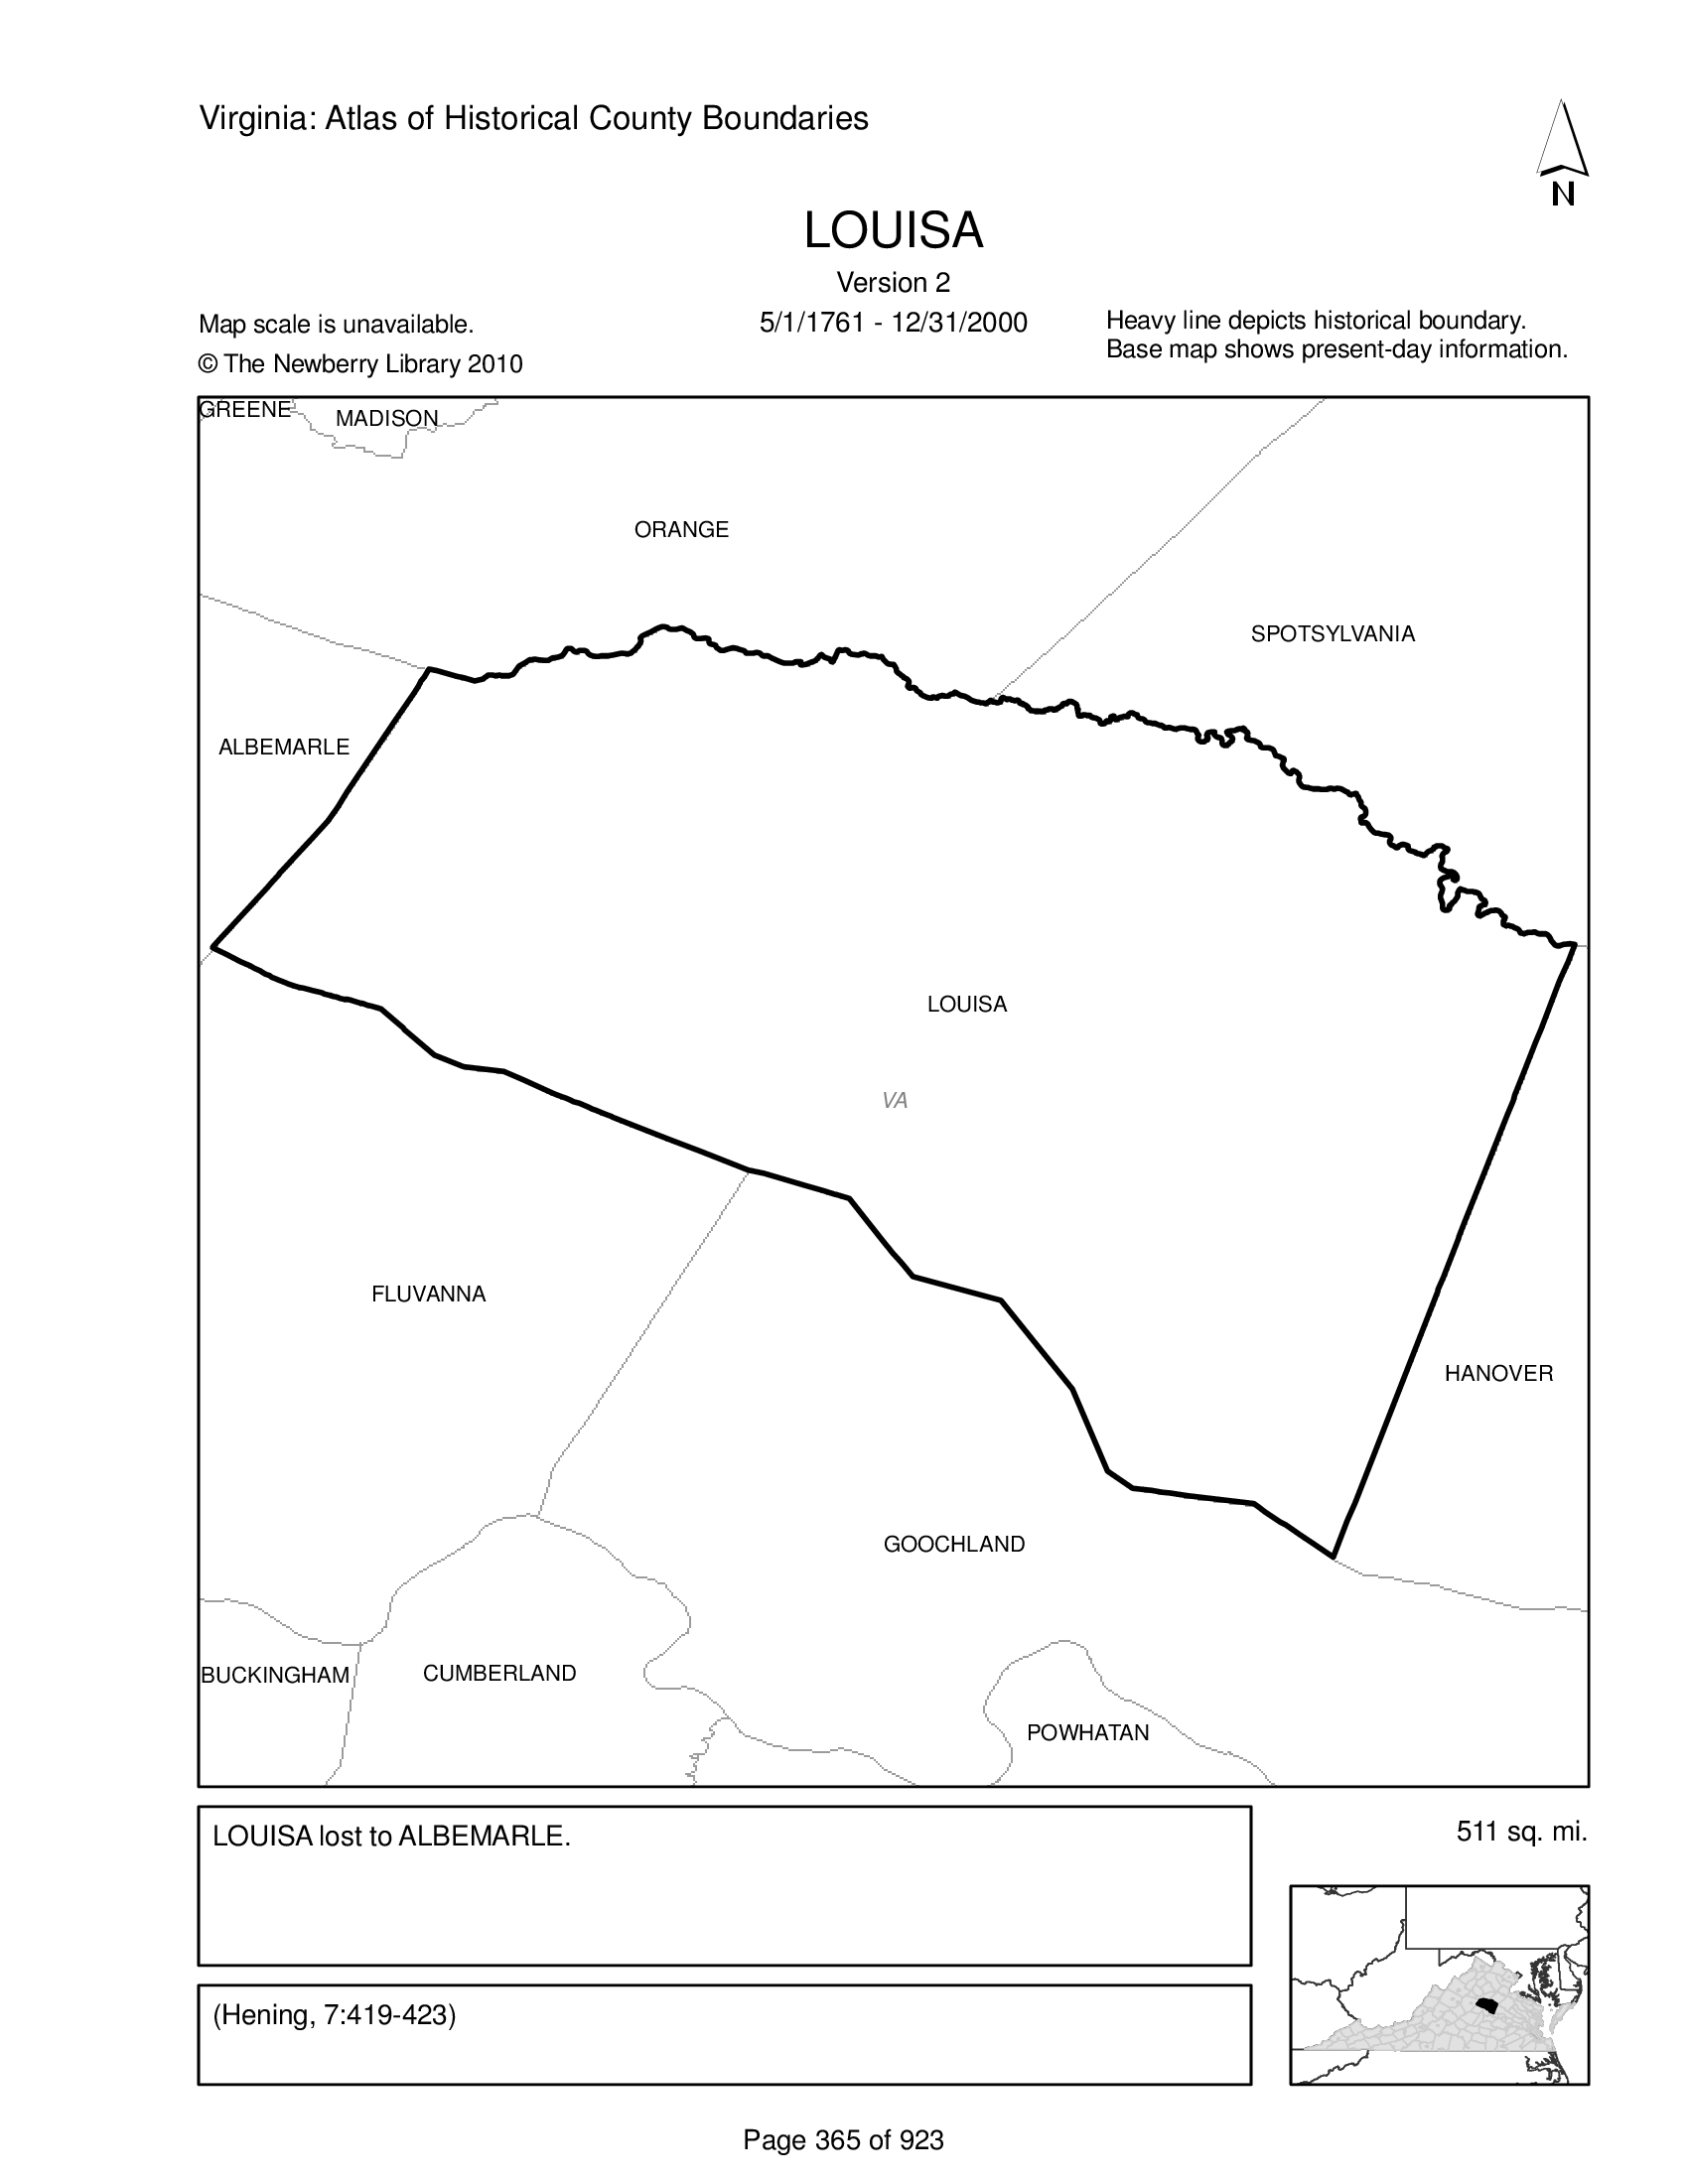 Virginia: Atlas of Historical County Boundaries
N
LOUISA
Version 2
5/1/1761 - 12/31/2000
Map scale is unavailable.
© The Newberry Library 2010
Heavy line depicts historical boundary.
Base map shows present-day information.
GREENE
MADISON
ORANGE
SPOTSYLVANIA
ALBEMARLE
LOUISA
VA
FLUVANNA
HANOVER
GOOCHLAND
BUCKINGHAM
CUMBERLAND
POWHATAN
LOUISA lost to ALBEMARLE.
511 sq. mi.
(Hening, 7:419-423)
Page 365 of 923